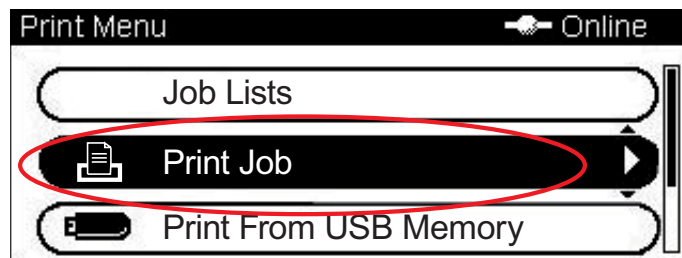 Print Menu Online
Job Lists
Print Job
Print From USB Memory